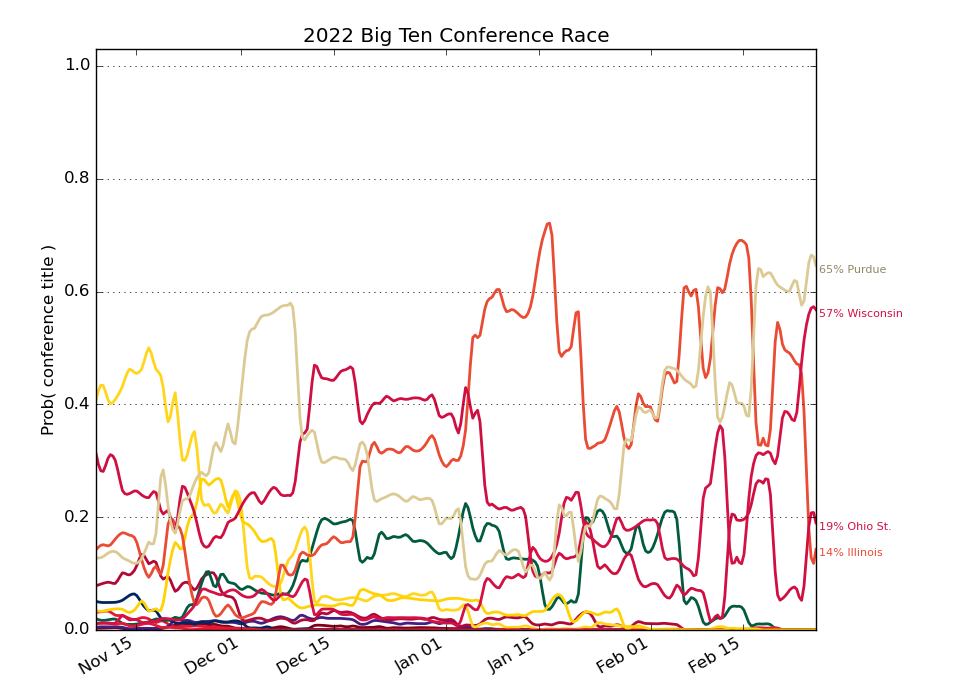 2022 Big Ten Conference Race
Prob( conference title )
1.0
0.8
0.6
0.4
0.2
0.0
65% Purdue
57% Wisconsin
19% Ohio St.
14% Illinois
Nov 15
Dec 01
Dec 15
Jan 01
Jan 15
Feb 01
Feb 15